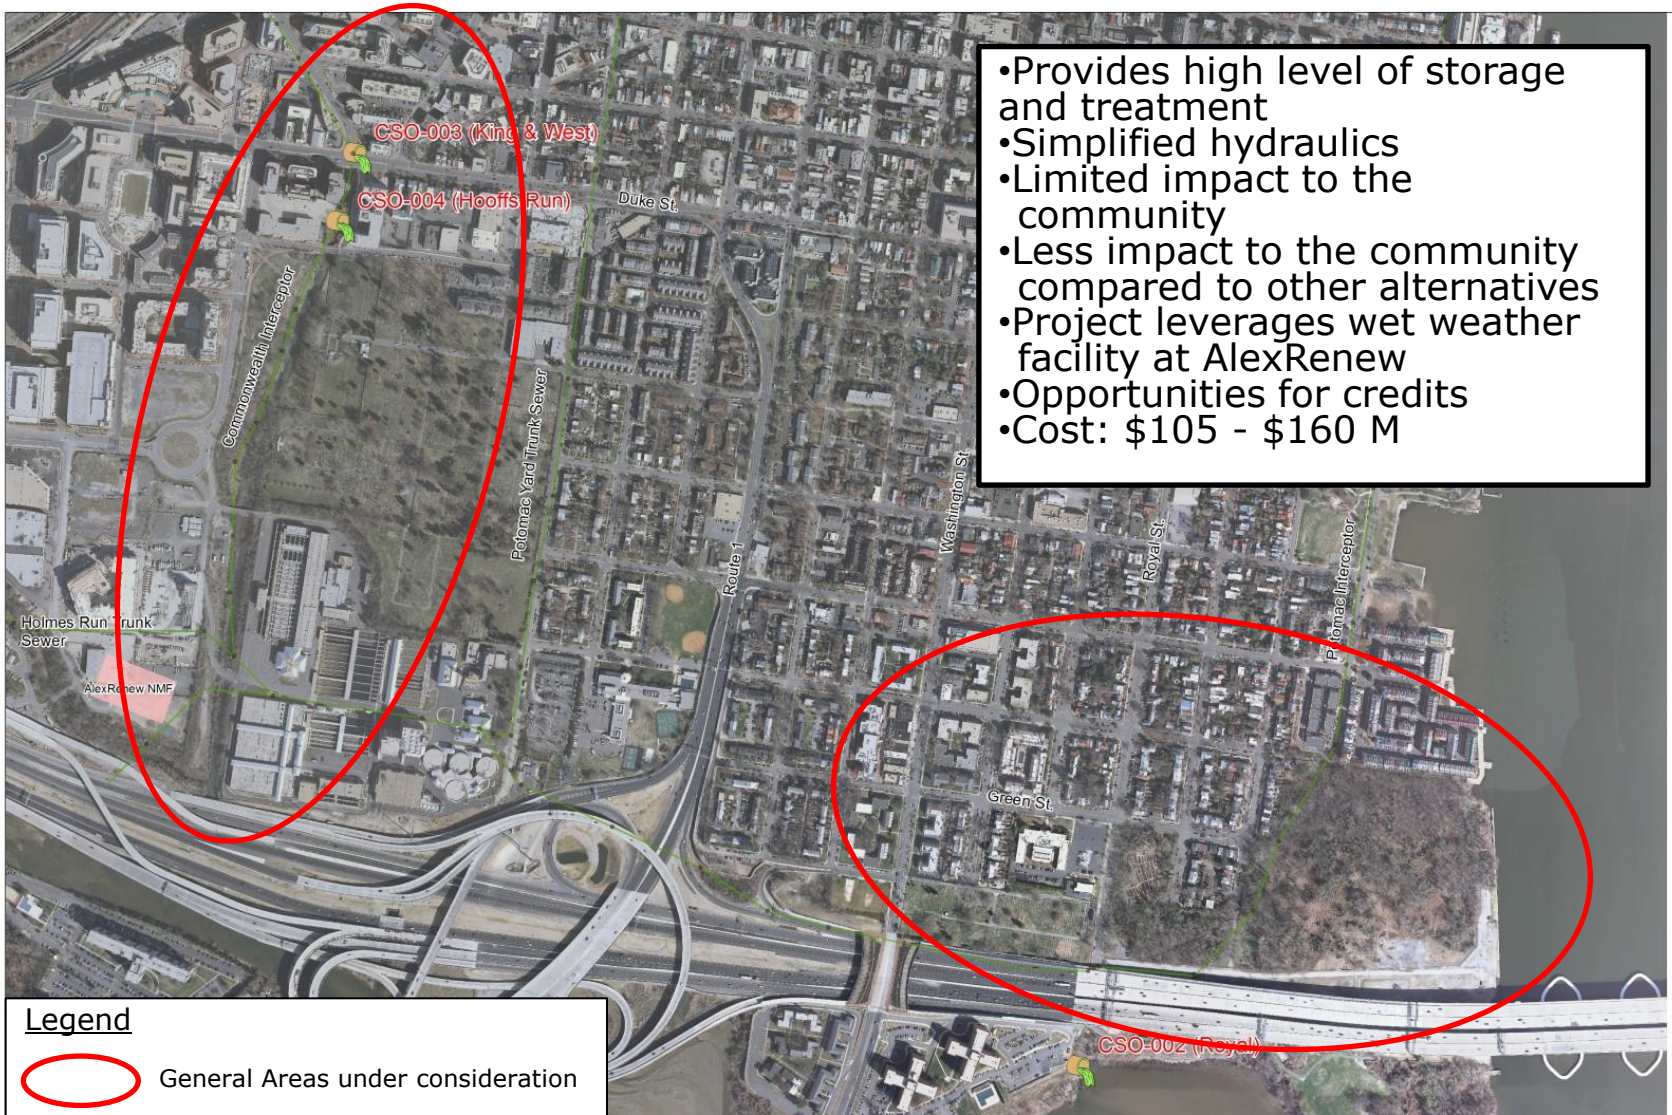 •Provides high level of storage
and treatment
•Simplified hydraulics
•Limited impact to the
community
•Less impact to the community
compared to other alternatives
•Project leverages wet weather
facility at AlexRenew
•Opportunities for credits
•Cost: $105 - $160 M
CSO-003 (King & West)
CSO-004 (Hooffs Run)
Duke St.
Commonwealth Interceptor
Potomac Yard Trunk Sewer
Route 1
Washington St.
Royal St.
Potomac Interceptor
Holmes Run Trunk
Sewer
AlexRenew NMF
Green St.
CSO-002 (Royal)
Legend
General Areas under consideration